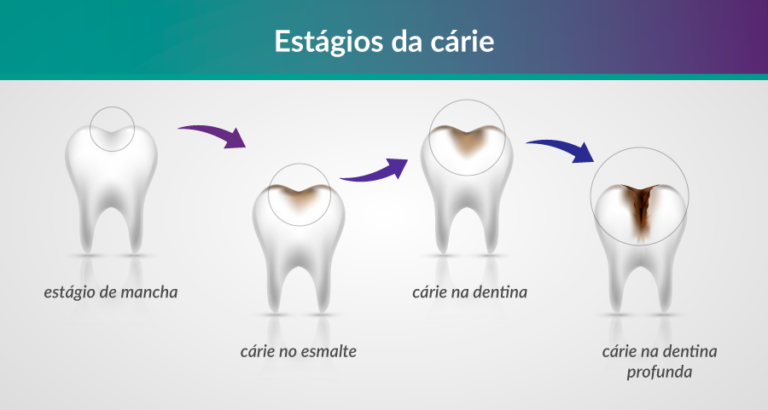 Estágios da cárie
estágio de mancha
cárie no esmalte
cárie na dentina
cárie na dentina
profunda